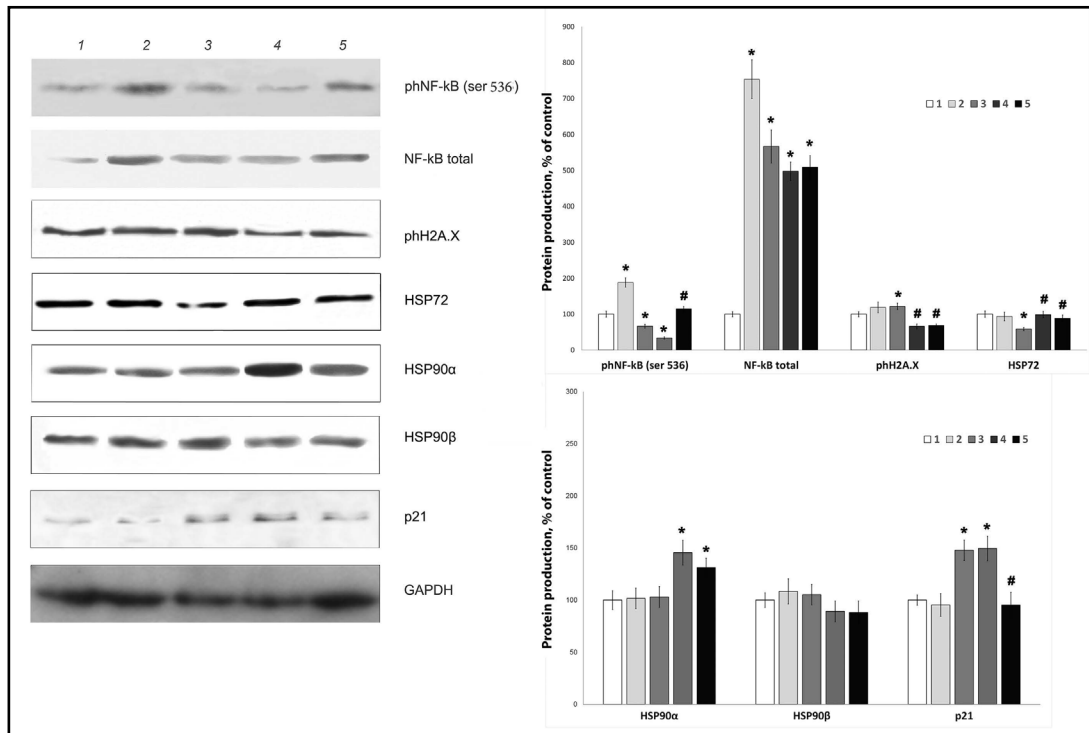 1 2 3 4 5
phNF-kB (ser 536)
NF-kB total
phH2A.X
HSP72
HSP90α
HSP90β
p21
GAPDH
Protein production, % of control
900
800
700
600
500
400
300
200
100
0
1 2 3 4 5
* * * #
* * * *
* # #
* # #
phNF-kB (ser 536) NF-kB total phH2A.X HSP72
Protein production, % of control
300
250
200
150
100
50
0
1 2 3 4 5
* *
* * #
HSP90α HSP90β p21